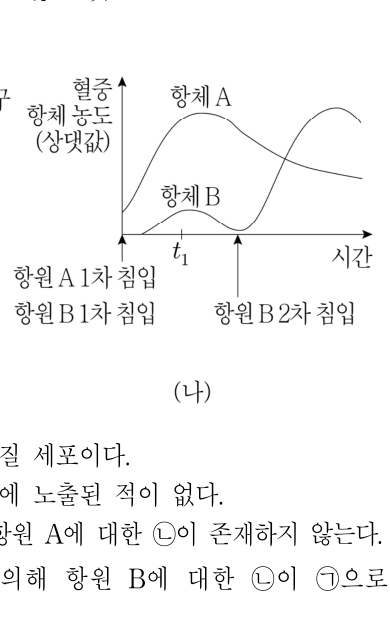 구
혈중
항체 농도
(상댓값)
항체 A
항체 B
t₁
시간
항원 A 1차 침입
항원 B 1차 침입
항원 B 2차 침입
(나)
질 세포이다.
에 노출된 적이 없다.
항원 A에 대한 ㉡이 존재하지 않는다.
의해 항원 B에 대한 ㉡이 ㉠으로